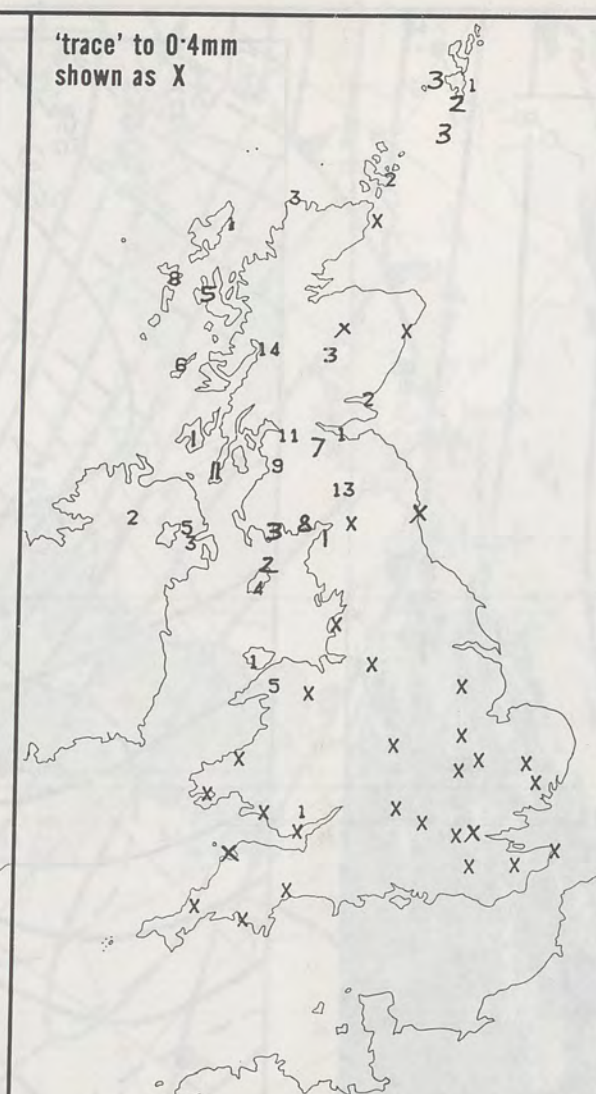 'trace' to 0·4mm
shown as X
3 1
2
3
2
3
X
1
8
5
X X
14 3
6
2
1 11 7 1
11 9
13
2 5 3 8 X X
3 1
2
4
X
1 X
5 X X
X X
X X X X
X X
X 1 X
X X X X
X X X X
X X
X